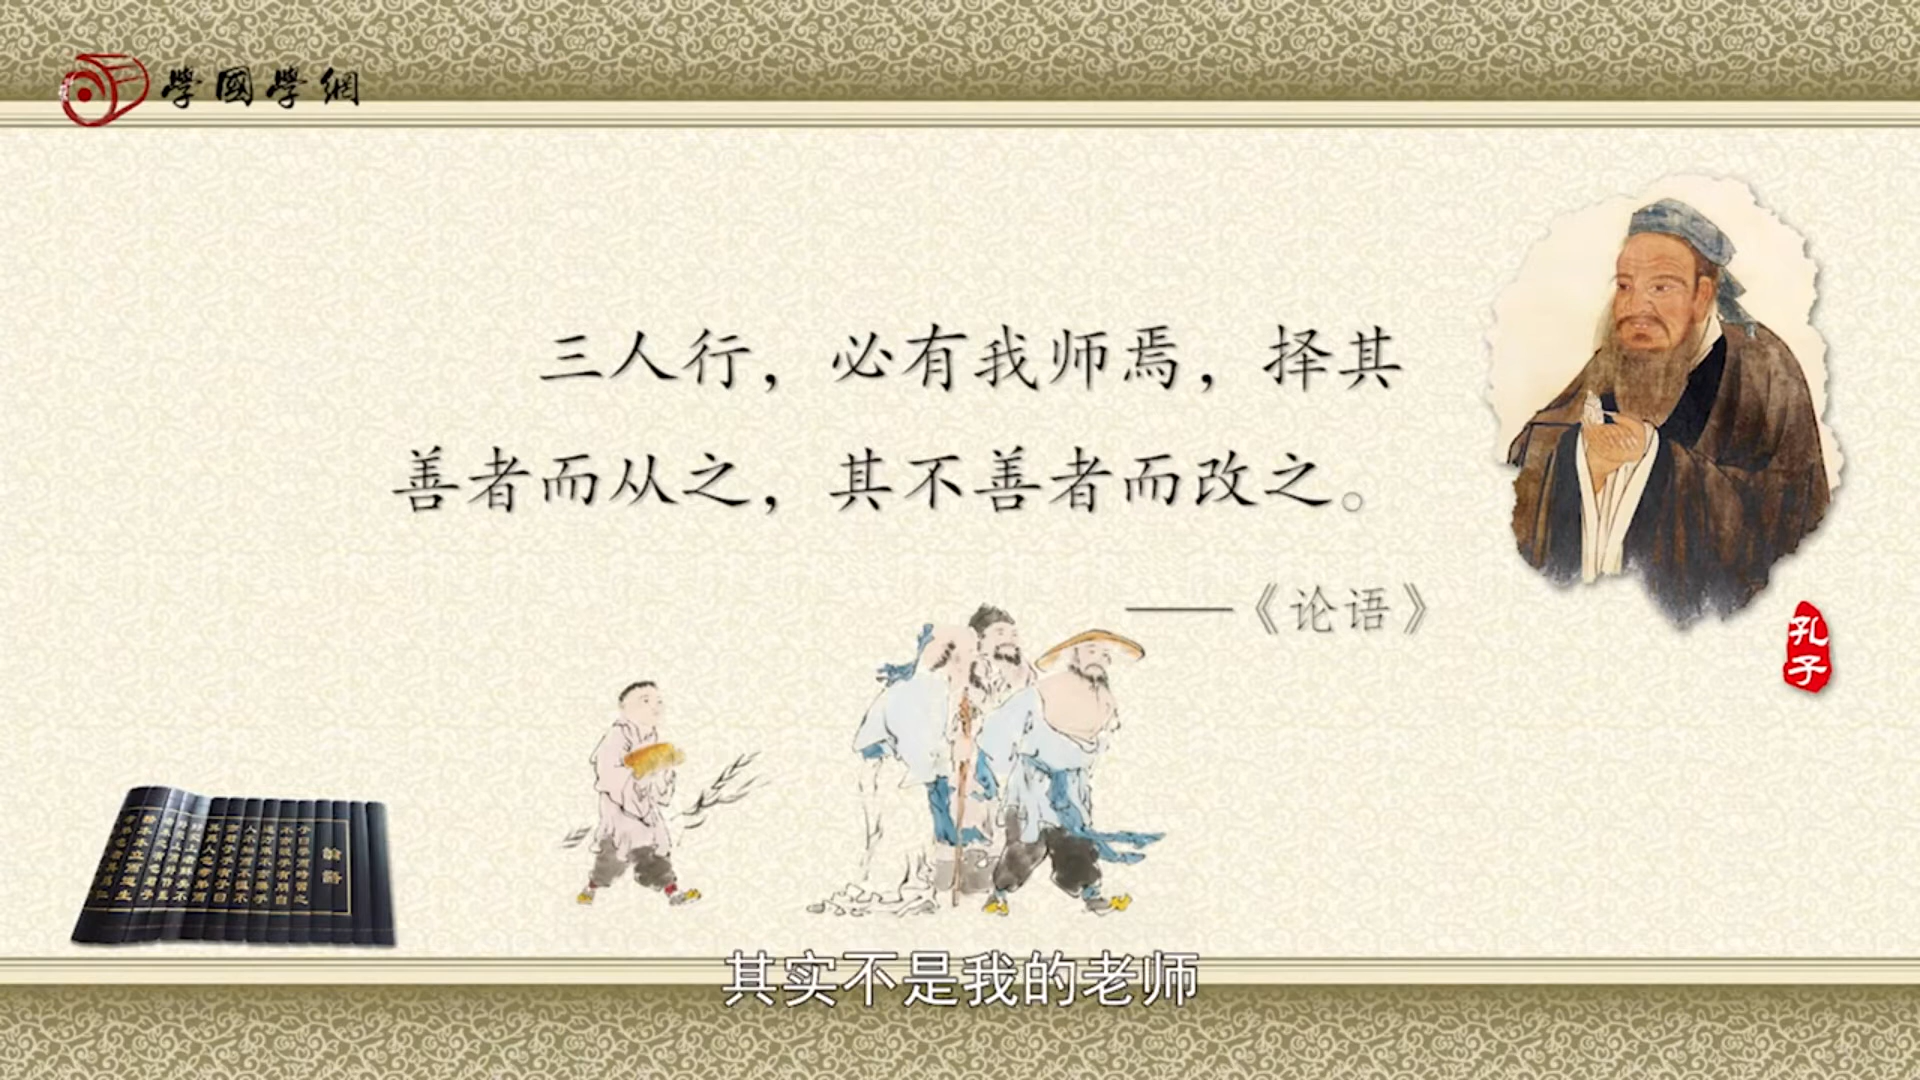 學國學網
三人行，必有我师焉，择其
善者而从之，其不善者而改之。
——《论语》
孔子
其实不是我的老师